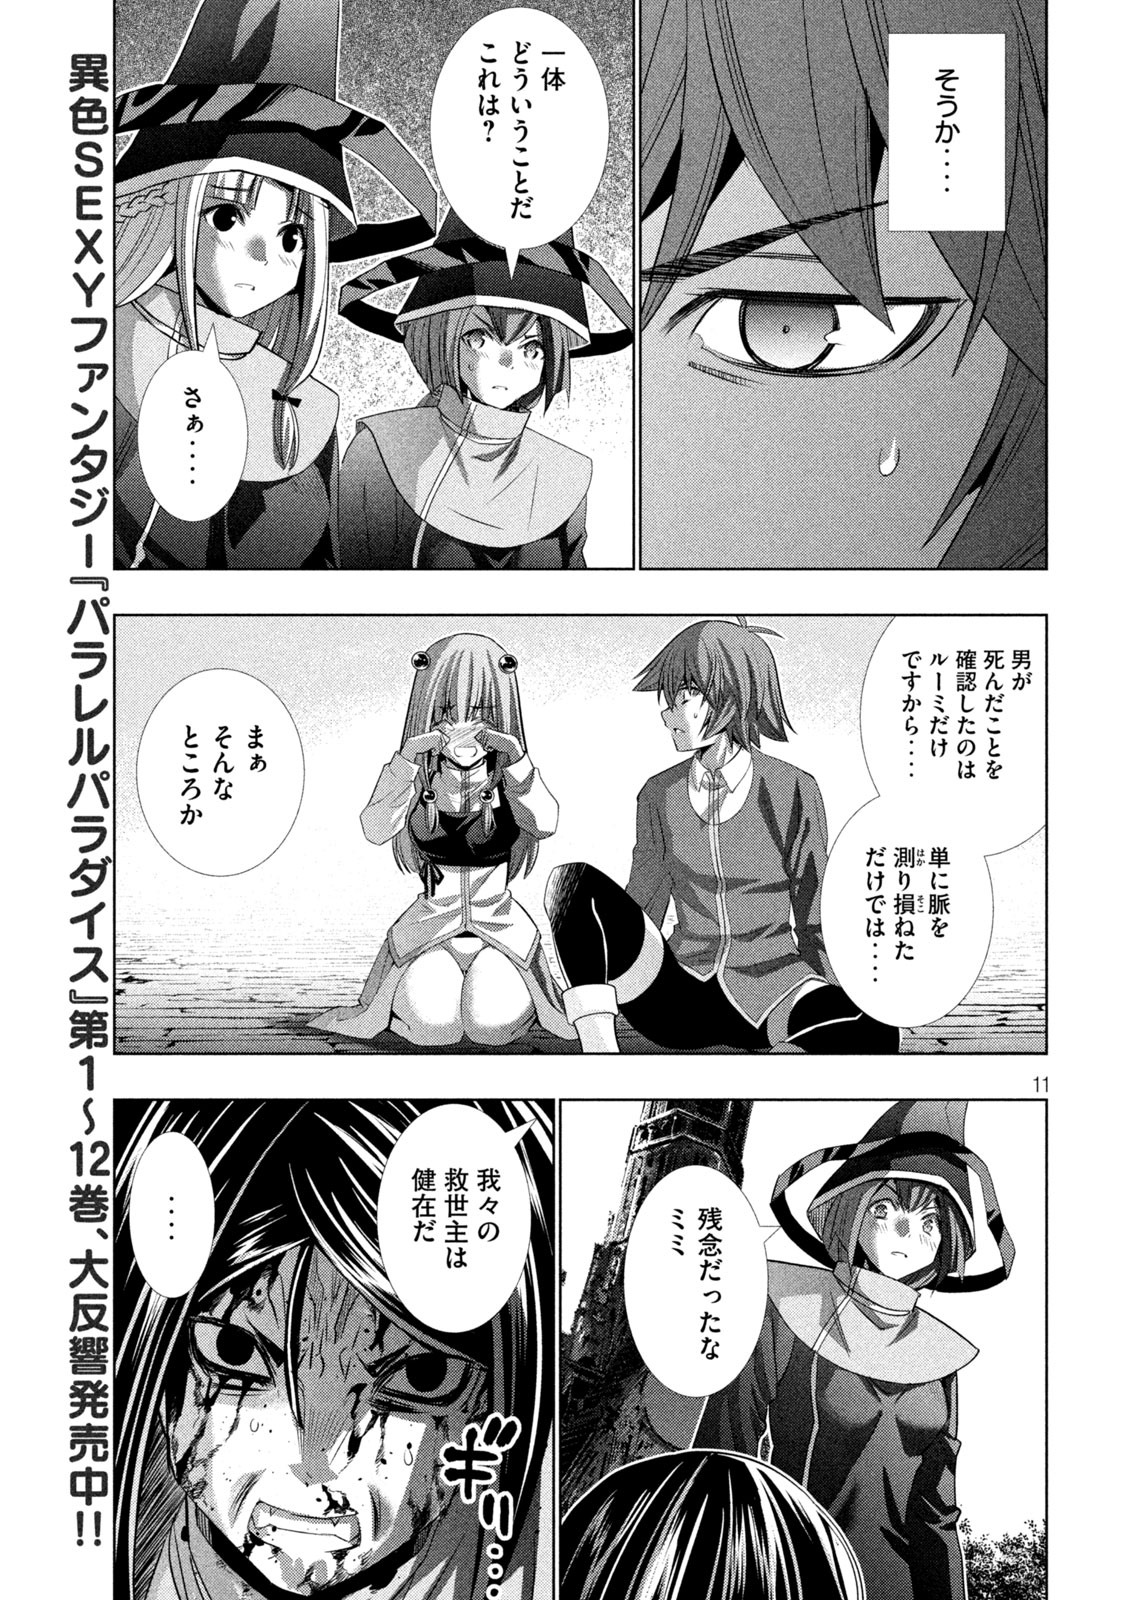 そうか・・・・
一体
どういうことだ
これは？
さぁ・・・・・
男が
死んだことを
確認したのは
ルーミだけ
ですから・・・・
単に脈を
測り損ねた
はか
そこ
だけでは・・・・
まぁ
そんな
ところか
11
残念だったな
ミミ
我々の
救世主は
健在だ
・・・・
ギリ…
異色SEXYファンタジー『パラレルパラダイス』第1～12巻、大反響発売中!!